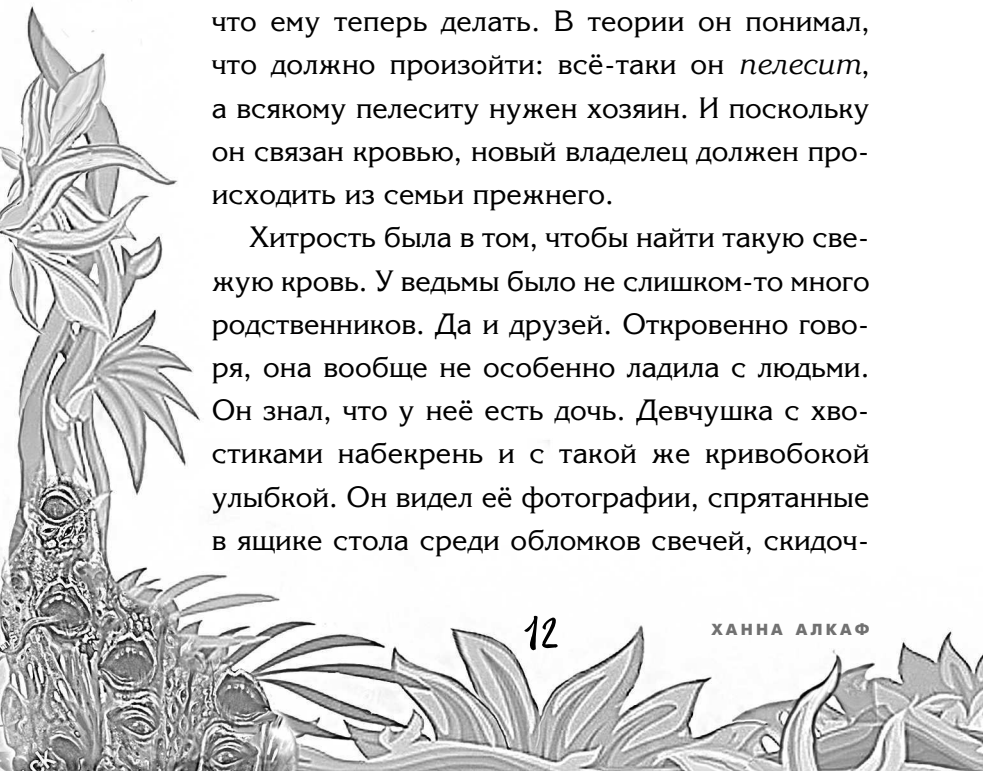 что ему теперь делать. В теории он понимал,
что должно произойти: всё-таки он пелесит,
а всякому пелеситу нужен хозяин. И поскольку
он связан кровью, новый владелец должен про-
исходить из семьи прежнего.
Хитрость была в том, чтобы найти такую све-
жую кровь. У ведьмы было не слишком-то много
родственников. Да и друзей. Откровенно гово-
ря, она вообще не особенно ладила с людьми.
Он знал, что у неё есть дочь. Девчушка с хво-
стиками набекрень и с такой же кривобокой
улыбкой. Он видел её фотографии, спрятанные
в ящике стола среди обломков свечей, скидоч-
12
ХАННА АЛКАФ